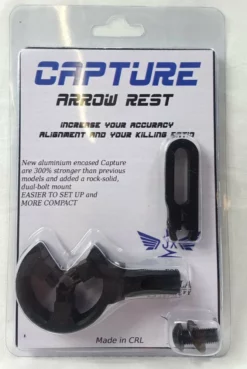 CAPTURE
ARROW REST
INCREASE YOUR ACCURACY
ALIGNMENT AND YOUR KILLING
New aluminium encased Capture
are 300% stronger than previous
models and added a rock-solid,
dual-bolt mount
EASIER TO SET UP and
MORE COMPACT
Made in CRL